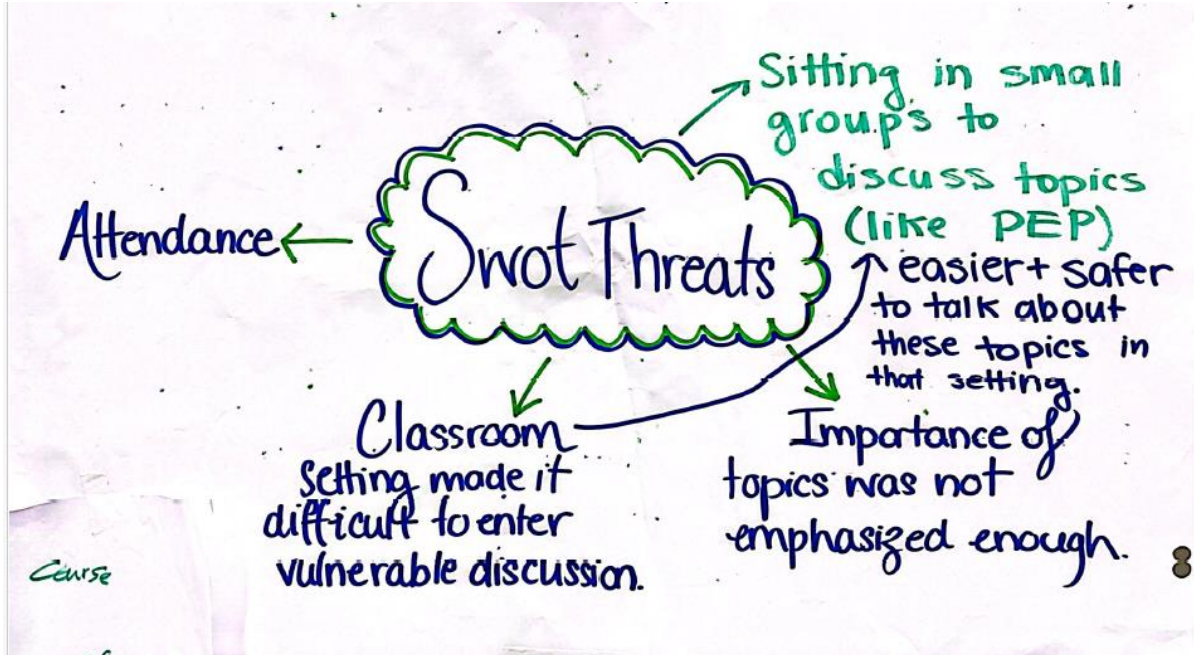 Swot Threats
Attendance
Sitting in small
groups to
discuss topics
(like PEP)
easier + safer
to talk about
these topics in
that setting.
Classroom
setting made it
difficult to enter
vulnerable discussion.
Importance of
topics was not
emphasized enough.
Course
8